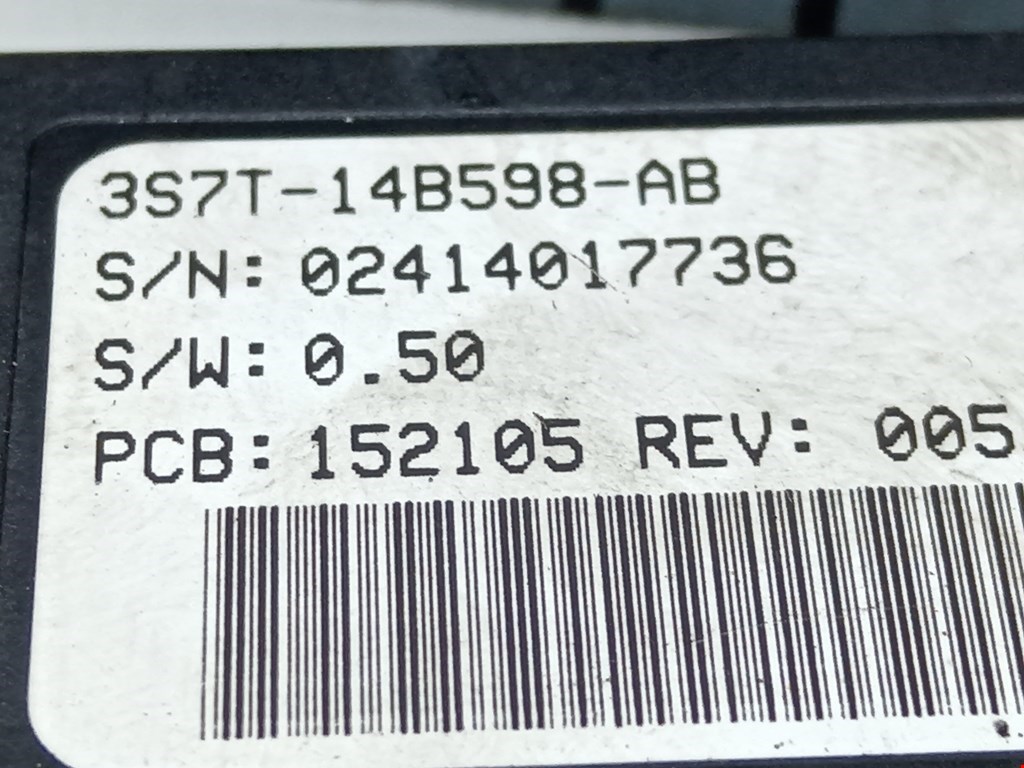 3S7T-14B598-AB
S/N: 02414017736
S/W: 0.50
PCB: 152105 REV: 005